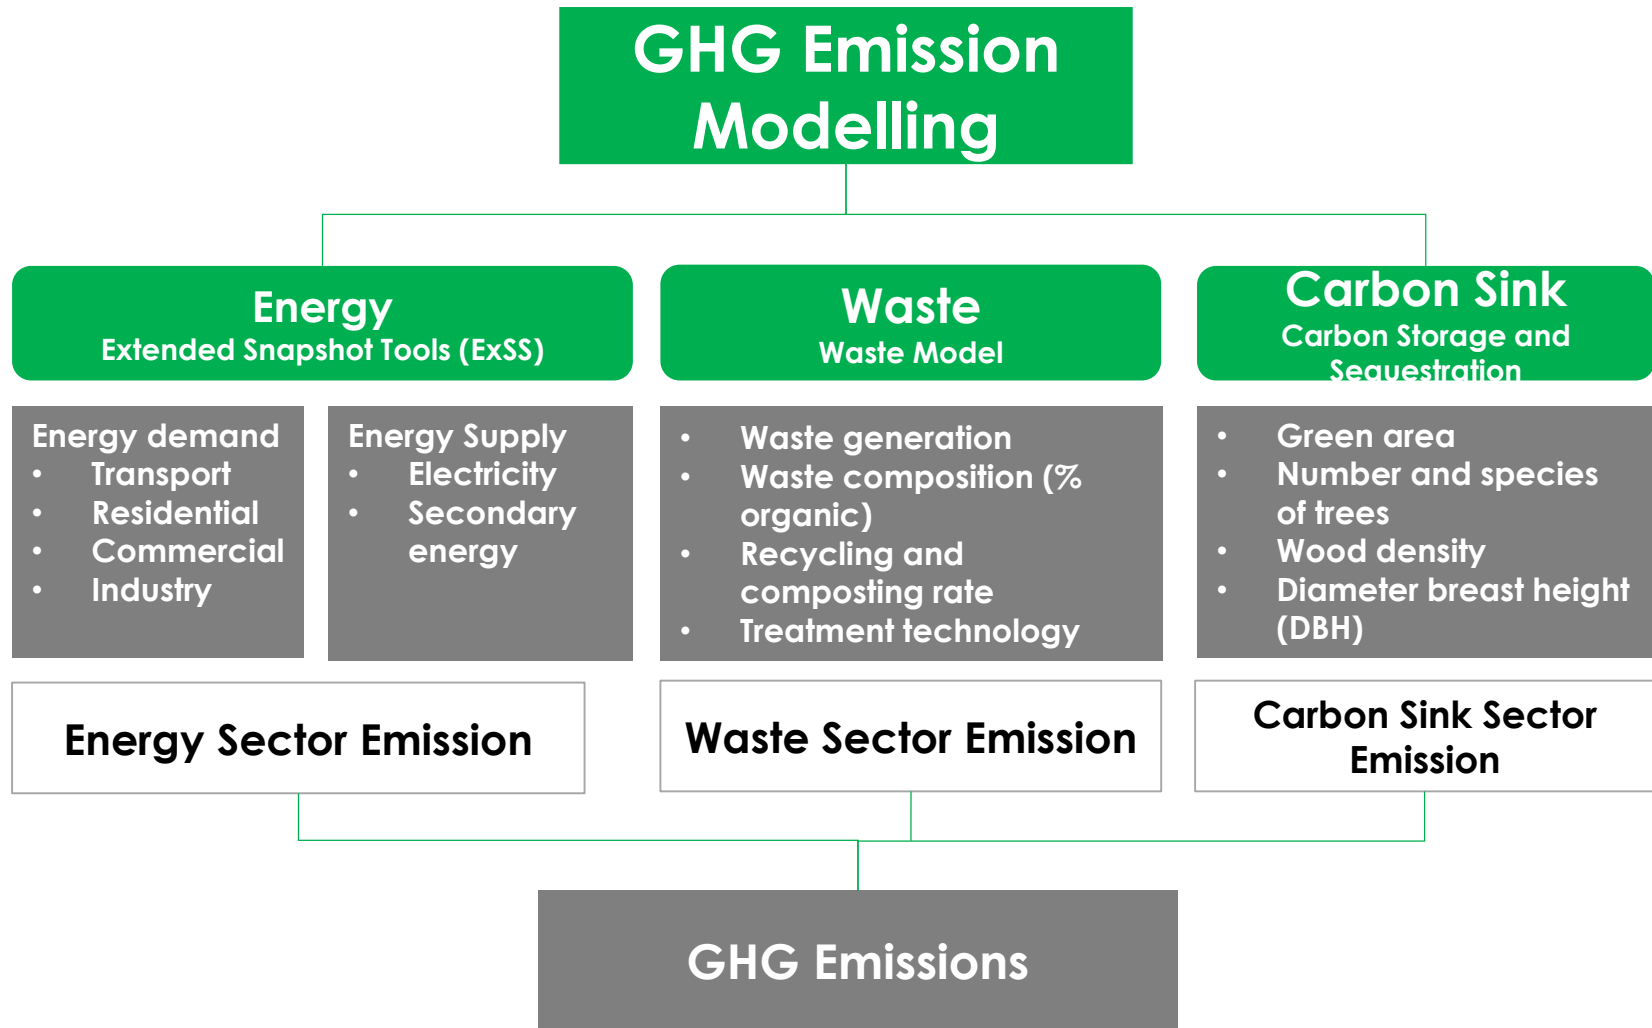 GHG Emission
Modelling
Energy
Extended Snapshot Tools (ExSS)
Waste
Waste Model
Carbon Sink
Carbon Storage and
Sequestration
Energy demand
• Transport
• Residential
• Commercial
• Industry
Energy Supply
• Electricity
• Secondary
energy
• Waste generation
• Waste composition (%
organic)
• Recycling and
composting rate
• Treatment technology
• Green area
• Number and species
of trees
• Wood density
• Diameter breast height
(DBH)
Energy Sector Emission
Waste Sector Emission
Carbon Sink Sector
Emission
GHG Emissions